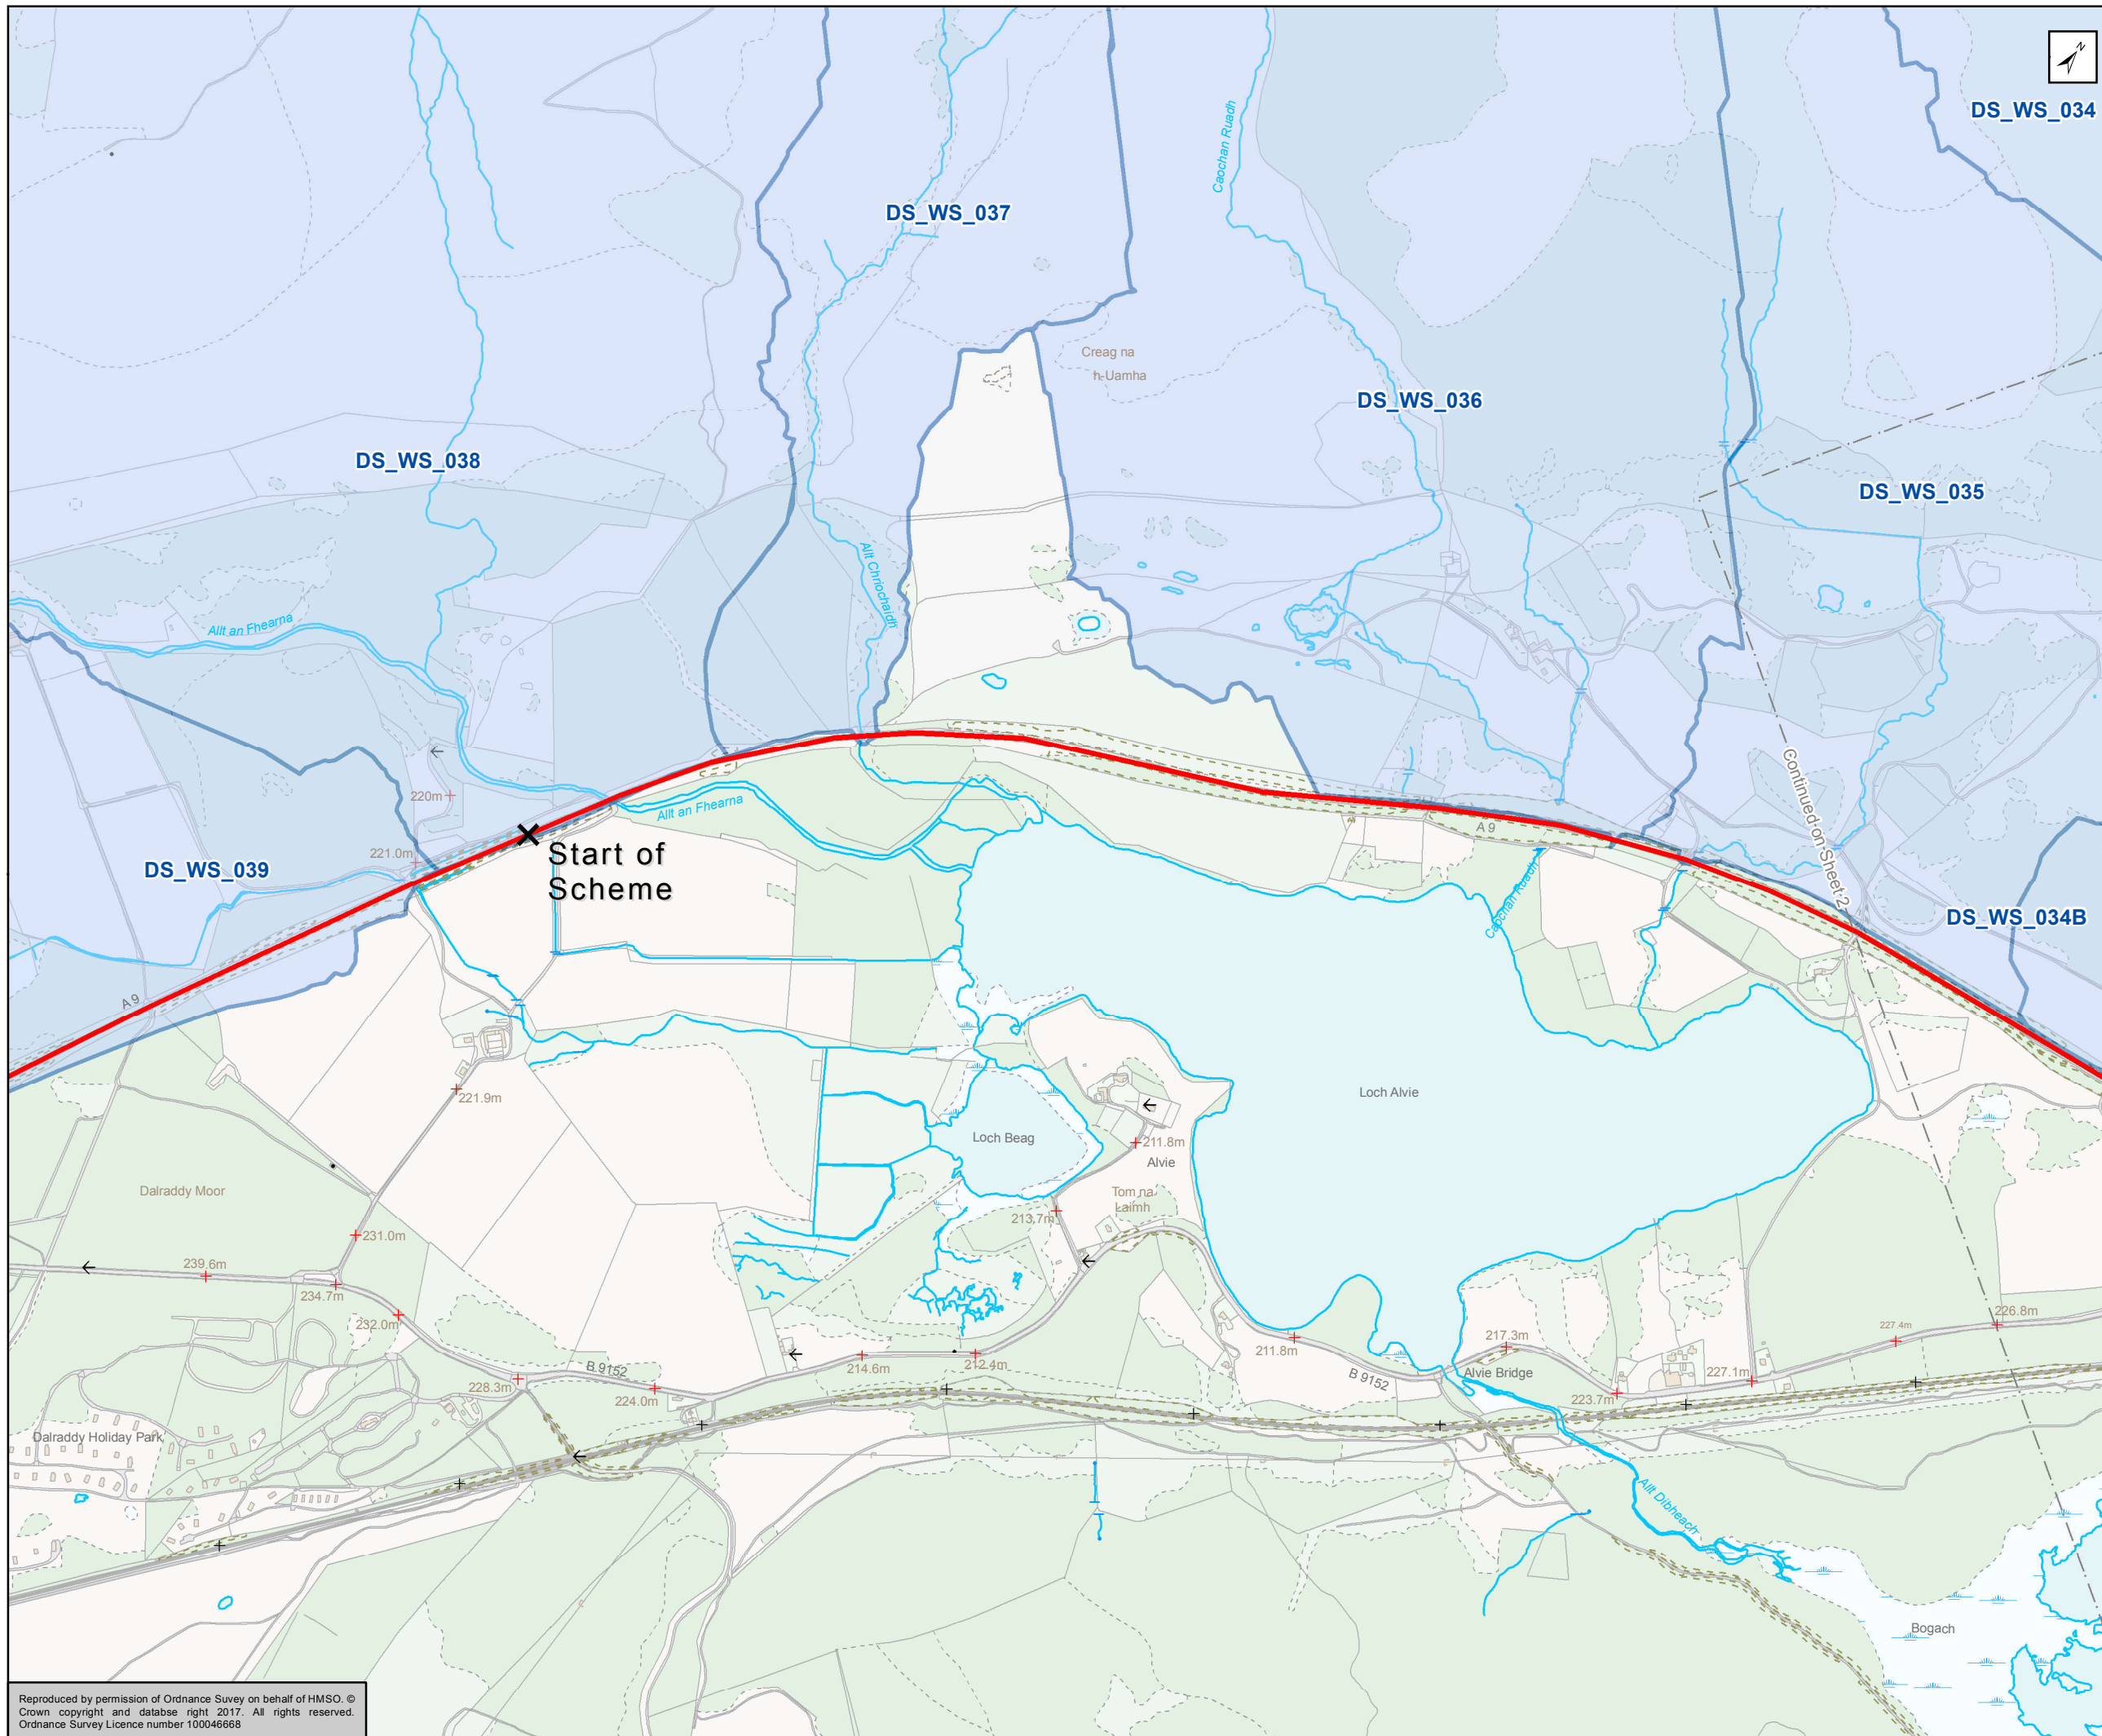 N
DS_WS_034
Caochan Ruadh
DS_WS_037
Creag na
h-Uamha
DS_WS_036
DS_WS_038
DS_WS_035
Allt Chriochaidh
Allt an Fhearna
Continued on Sheet 2
220m
Allt an Fhearna
A 9
221.0m
Start of
Scheme
DS_WS_039
Caochan Ruadh
DS_WS_034B
A 9
221.9m
Loch Alvie
Loch Beag
211.8m
Alvie
Dalraddy Moor
Tom na
Laimh
213.7m
231.0m
239.6m
234.7m
232.0m
226.8m
227.4m
217.3m
211.8m
214.6m
212.4m
B 9152
Alvie Bridge
B 9152
228.3m
224.0m
227.1m
223.7m
Dalraddy Holiday Park
Allt Dibheach
Bogach
Reproduced by permission of Ordnance Suvey on behalf of HMSO. ©
Crown copyright and databse right 2017. All rights reserved.
Ordnance Survey Licence number 100046668